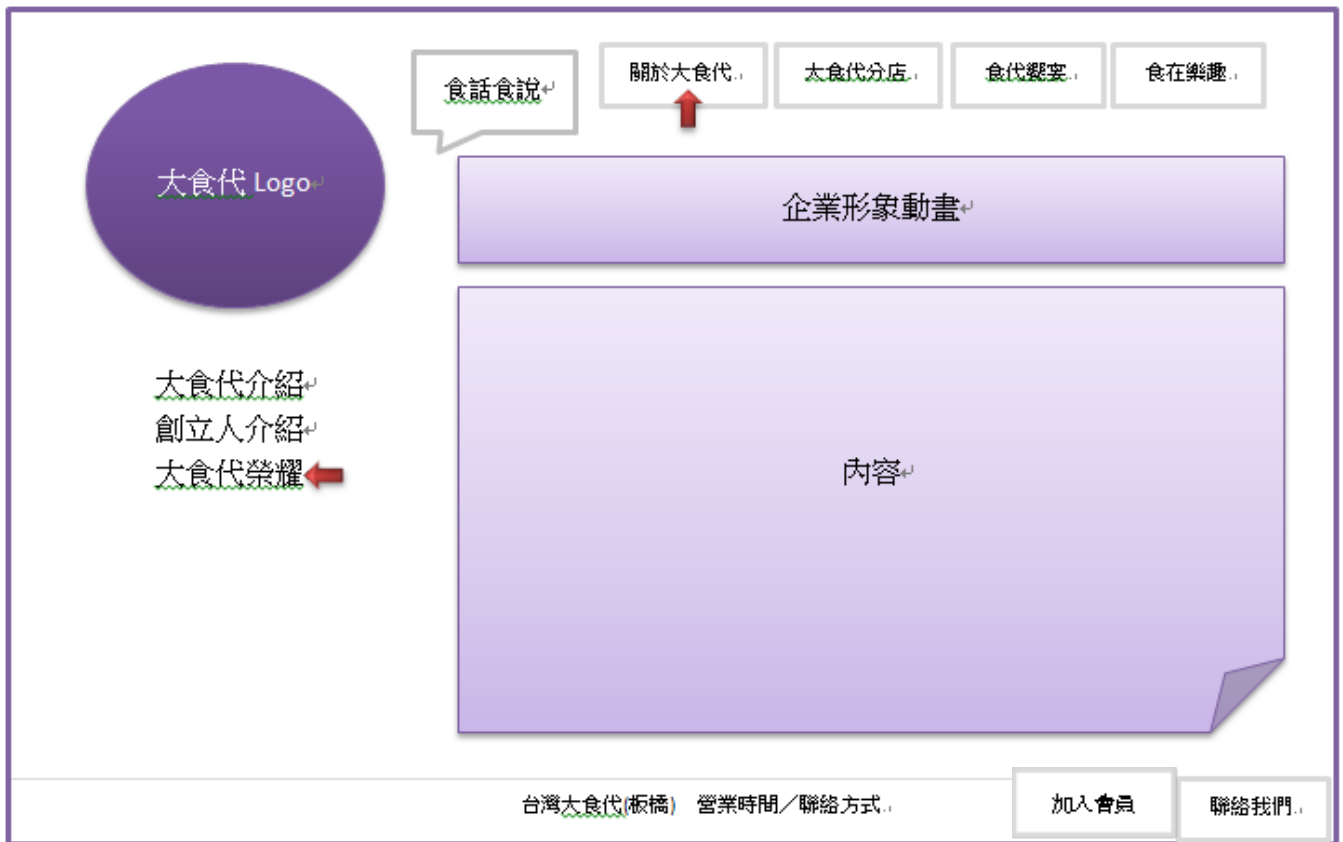 食話食說
關於大食代
大食代分店
食代饗宴
食在樂趣
大食代 Logo
企業形象動畫
大食代介紹
創立人介紹
大食代榮耀
內容
台灣大食代(板橋) 營業時間／聯絡方式
加入會員
聯絡我們